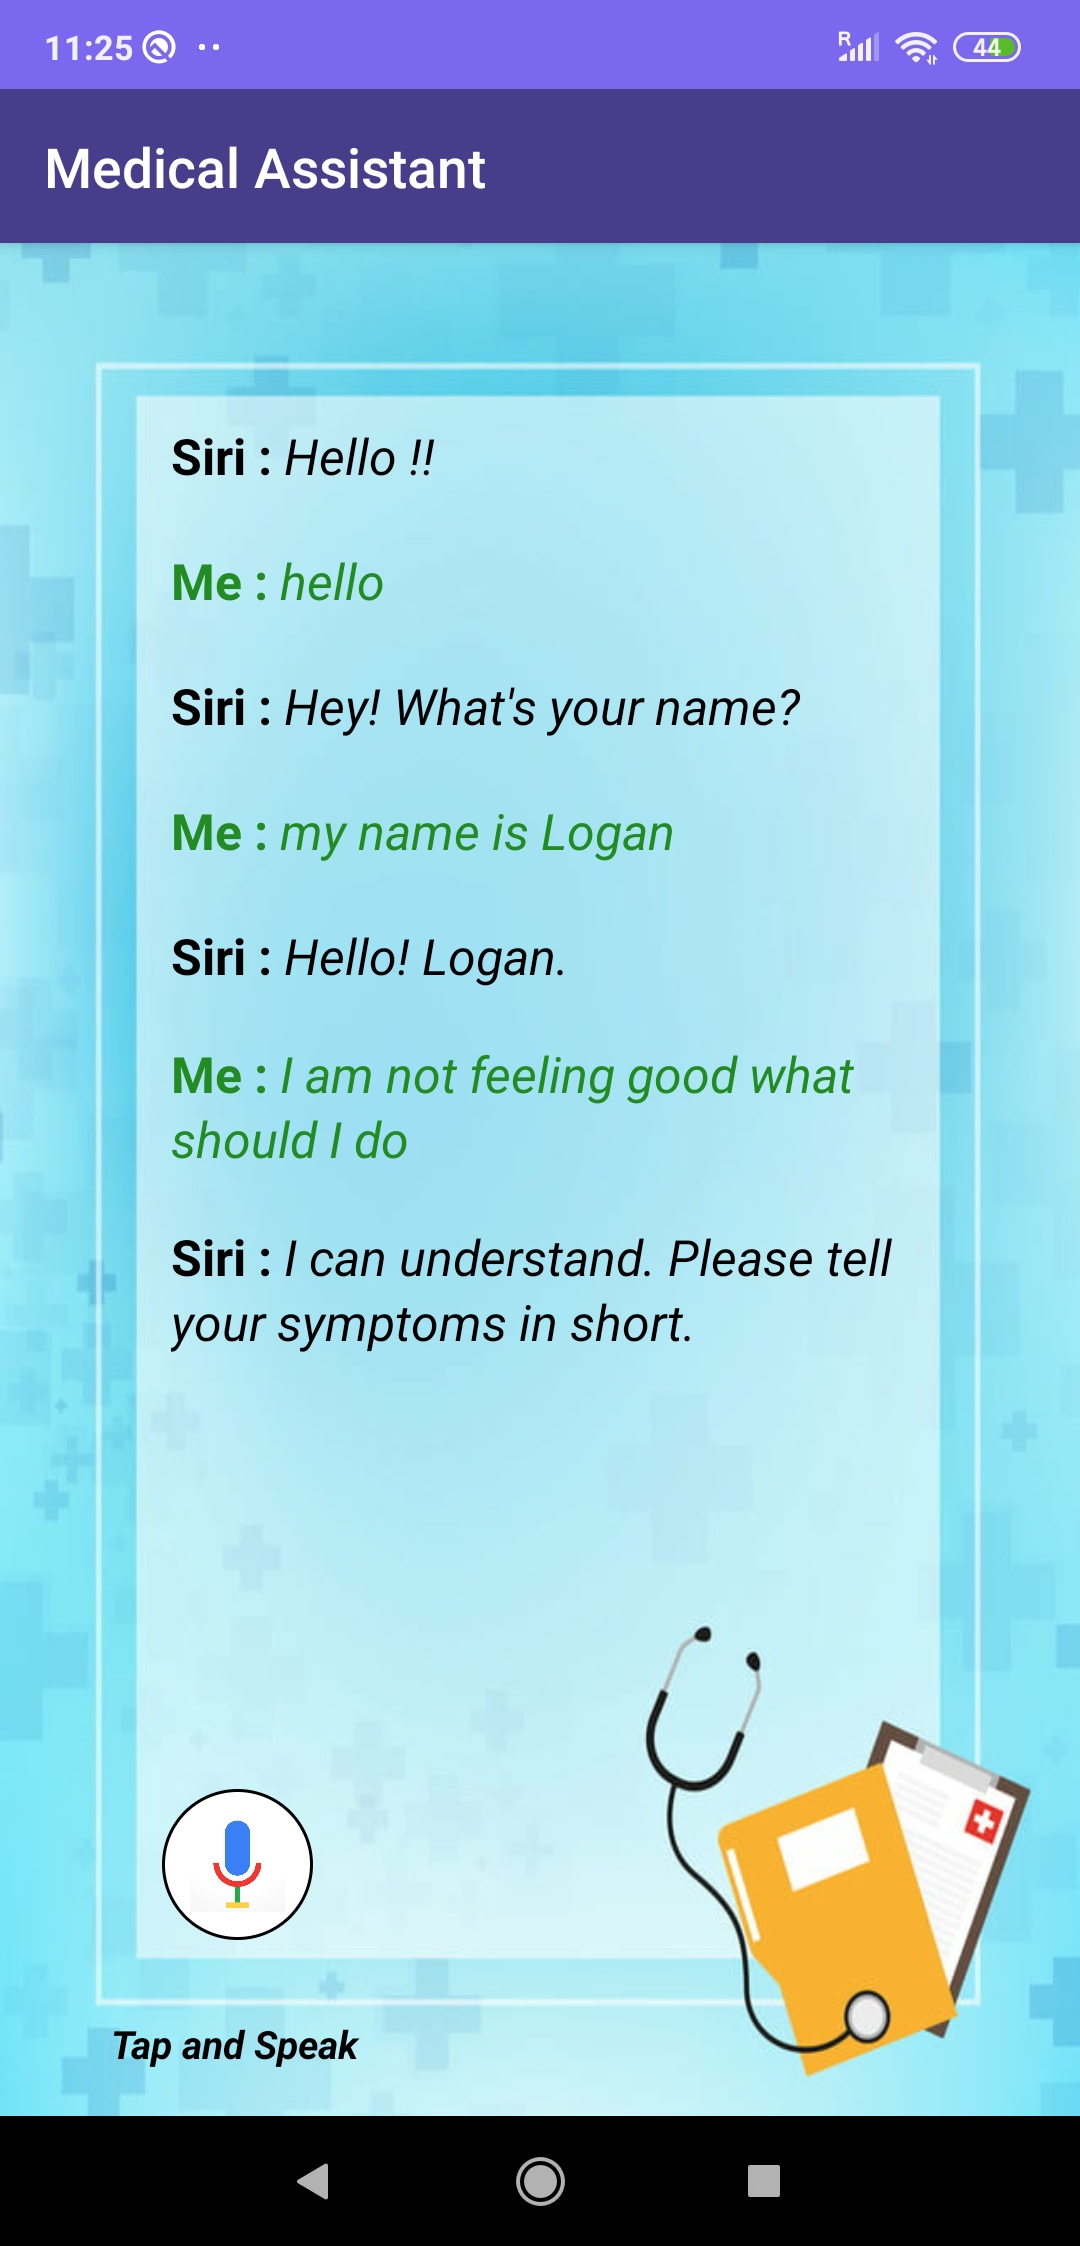 11:25
R
44
Medical Assistant
Siri : Hello !!
Me : hello
Siri : Hey! What's your name?
Me : my name is Logan
Siri : Hello! Logan.
Me : I am not feeling good what
should I do
Siri : I can understand. Please tell
your symptoms in short.
Tap and Speak